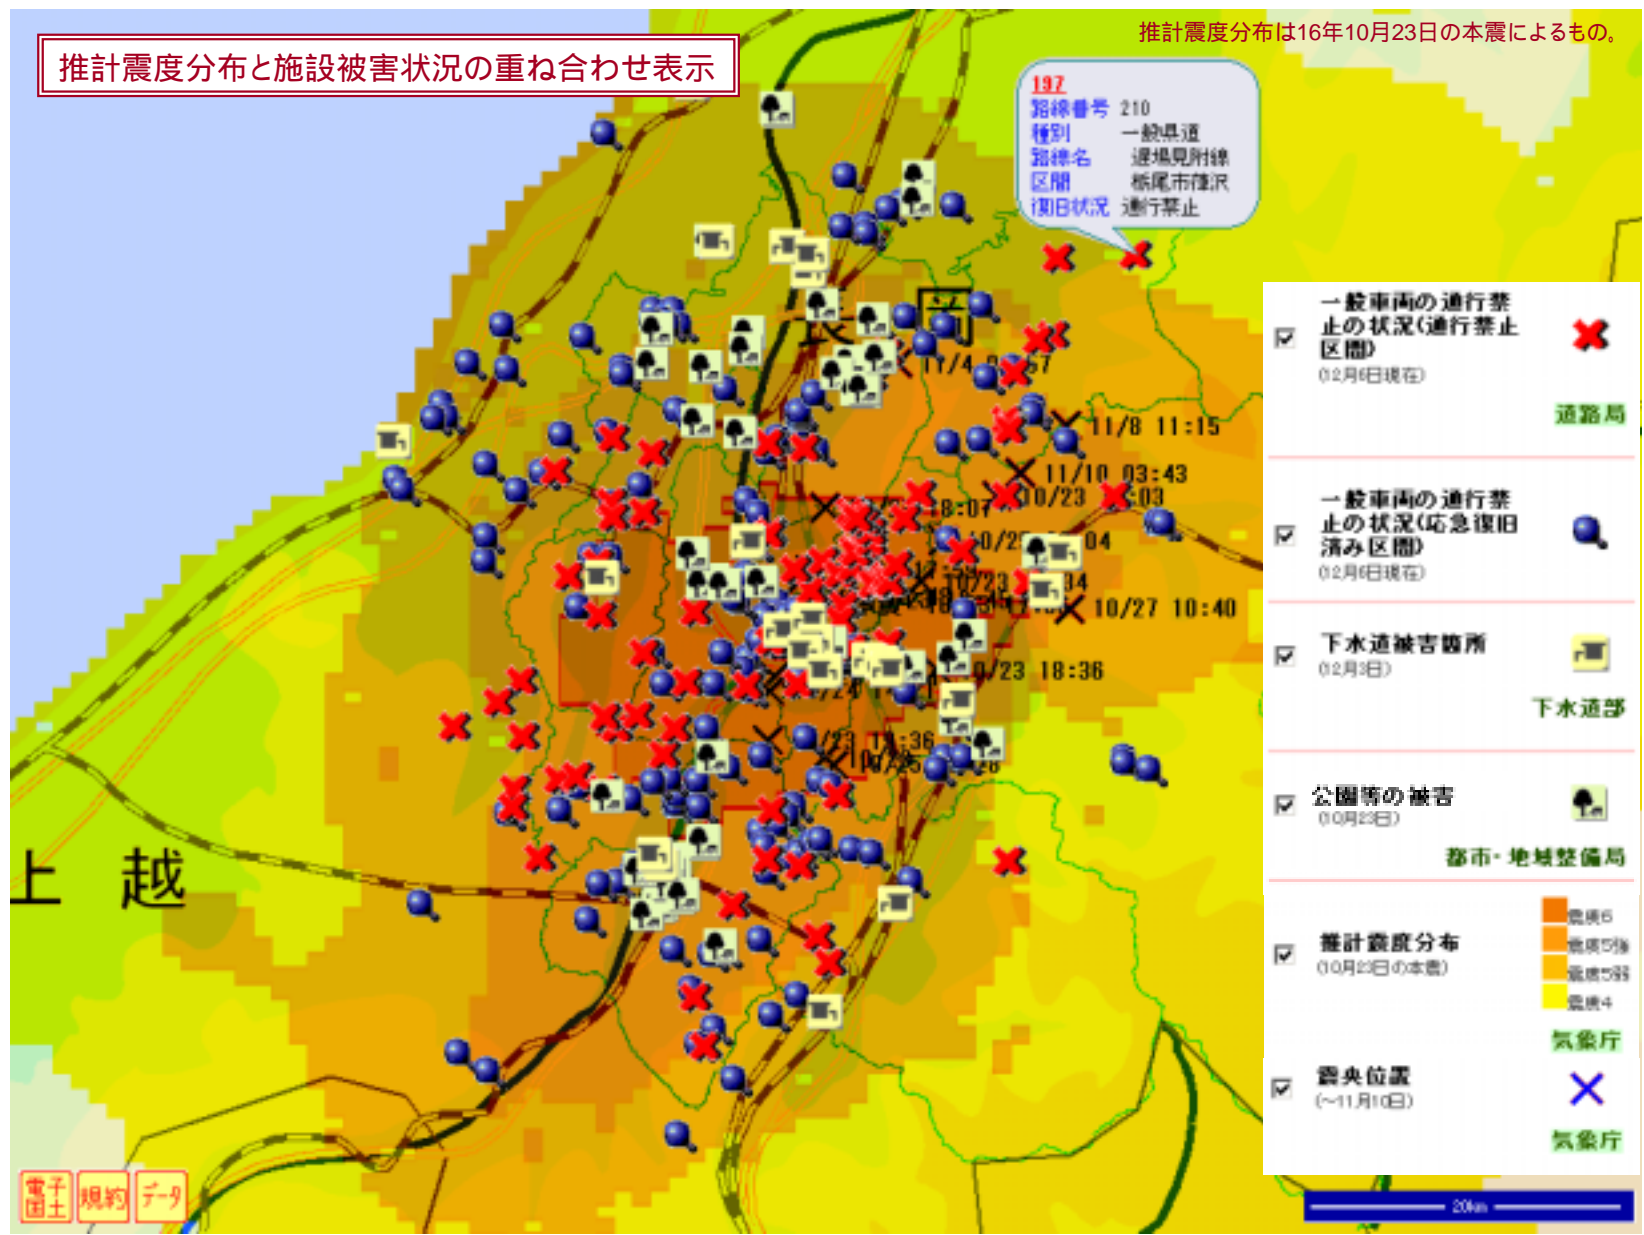 推計震度分布は16年10月23日の本震によるもの。
推計震度分布と施設被害状況の重ね合わせ表示
197
路線番号 210
種別 一般県道
路線名 見附線
区間 栃尾市
復旧状況 通行禁止
長岡
11/8 11:15
11/10 03:43
10/23
18:07
10/27 10:40
18:36
上越
一般車両の通行禁
止の状況(通行禁止
区間)
(12月6日現在)
道路局
一般車両の通行禁
止の状況(応急復旧
済み区間)
(12月6日現在)
下水道被害箇所
(12月3日)
下水道部
公園等の被害
(10月23日)
都市・地域整備局
推計震度分布
(10月23日の本震)
震度6
震度5強
震度5弱
震度4
気象庁
震央位置
(~11月10日)
気象庁
電子
国土
規約
データ
20km